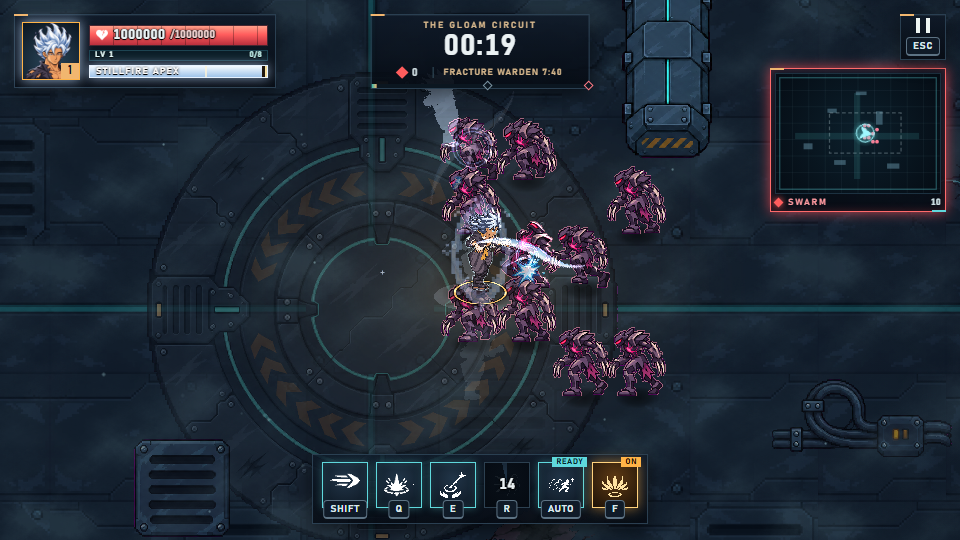 1000000 /1000000
LV 1
0/8
1
STILLFIRE APEX
THE GLOAM CIRCUIT
00:19
0
FRACTURE WARDEN 7:40
ESC
SWARM
10
READY
ON
14
SHIFT
Q
E
R
AUTO
F